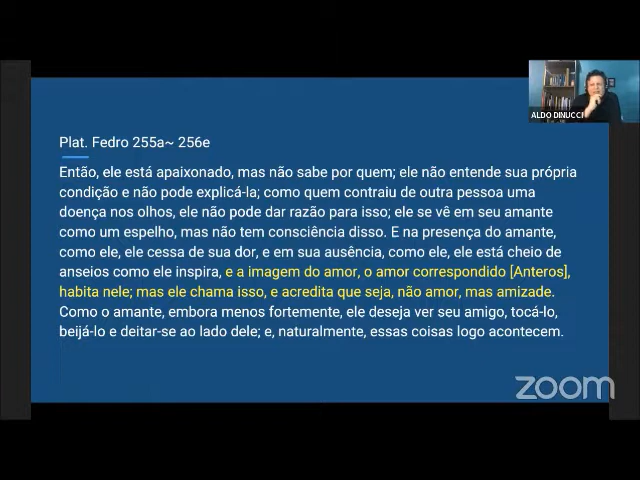 ALDO DINUCCI
Plat. Fedro 255a~ 256e
Então, ele está apaixonado, mas não sabe por quem; ele não entende sua própria
condição e não pode explicá-la; como quem contraiu de outra pessoa uma
doença nos olhos, ele não pode dar razão para isso; ele se vê em seu amante
como um espelho, mas não tem consciência disso. E na presença do amante,
como ele, ele cessa de sua dor, e em sua ausência, como ele, ele está cheio de
anseios como ele inspira, e a imagem do amor, o amor correspondido [Anteros],
habita nele; mas ele chama isso, e acredita que seja, não amor, mas amizade.
Como o amante, embora menos fortemente, ele deseja ver seu amigo, tocá-lo,
beijá-lo e deitar-se ao lado dele; e, naturalmente, essas coisas logo acontecem.
zoom